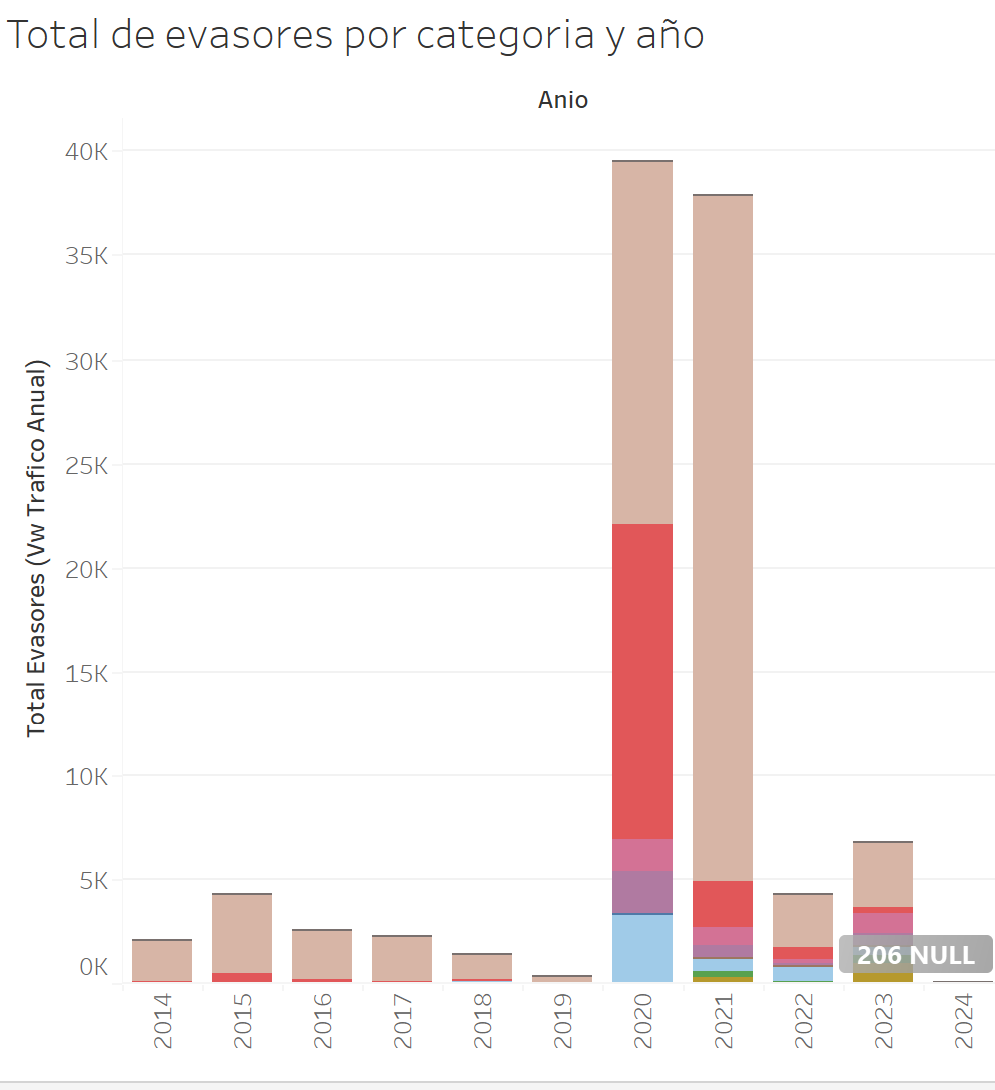 Total de evasores por categoria y año
Anio
Total Evasores (Vw Trafico Anual)
40K
35K
30K
25K
20K
15K
10K
5K
0K
206 NULL
2014
2015
2016
2017
2018
2019
2020
2021
2022
2023
2024